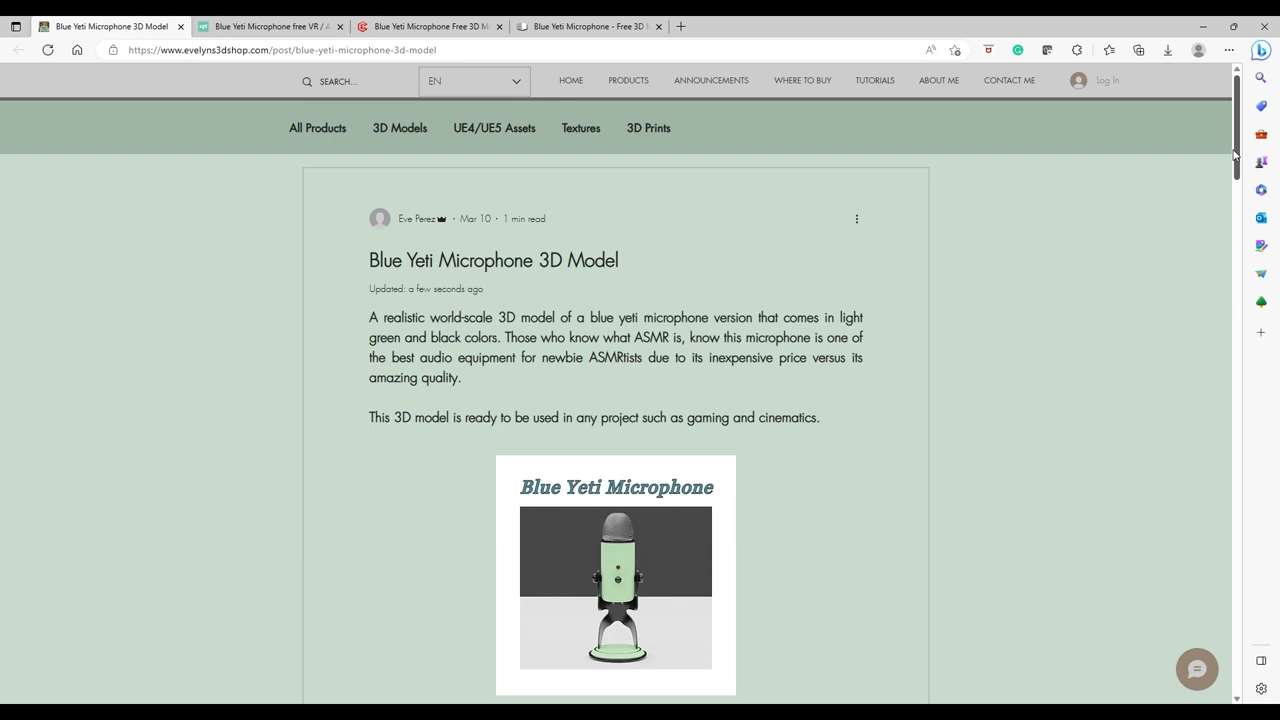 Blue Yeti Microphone 3D Model
Blue Yeti Microphone free VR / A
Blue Yeti Microphone Free 3D M
Blue Yeti Microphone - Free 3D
https://www.evelyns3dshop.com/post/blue-yeti-microphone-3d-model
SEARCH...
EN
HOME
PRODUCTS
ANNOUNCEMENTS
WHERE TO BUY
TUTORIALS
ABOUT ME
CONTACT ME
Log In
All Products
3D Models
UE4/UE5 Assets
Textures
3D Prints
Eve Perez · Mar 10 · 1 min read
Blue Yeti Microphone 3D Model
Updated: a few seconds ago
A realistic world-scale 3D model of a blue yeti microphone version that comes in light
green and black colors. Those who know what ASMR is, know this microphone is one of
the best audio equipment for newbie ASMRtists due to its inexpensive price versus its
amazing quality.
This 3D model is ready to be used in any project such as gaming and cinematics.
Blue Yeti Microphone